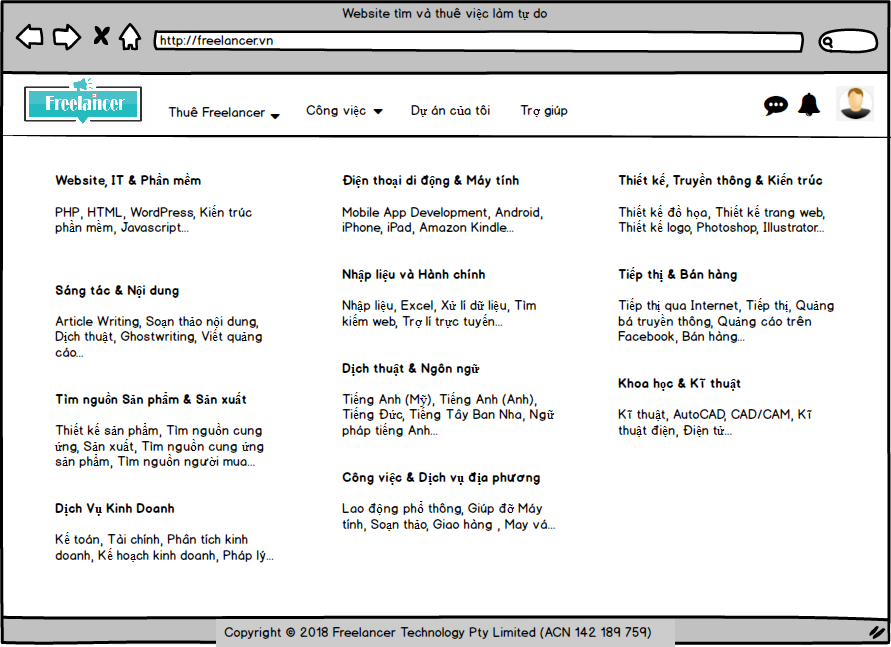 Website tìm và thuê việc làm tự do
http://freelancer.vn
Freelancer
Thuê Freelancer
Công việc
Dự án của tôi
Trợ giúp
Website, IT & Phần mềm
PHP, HTML, WordPress, Kiến trúc
phần mềm, Javascript...
Sáng tác & Nội dung
Article Writing, Soạn thảo nội dung,
Dịch thuật, Ghostwriting, Viết quảng
cáo...
Tìm nguồn Sản phẩm & Sản xuất
Thiết kế sản phẩm, Tìm nguồn cung
ứng, Sản xuất, Tìm nguồn cung ứng
sản phẩm, Tìm nguồn người mua...
Dịch Vụ Kinh Doanh
Kế toán, Tài chính, Phân tích kinh
doanh, Kế hoạch kinh doanh, Pháp lý...
Điện thoại di động & Máy tính
Mobile App Development, Android,
iPhone, iPad, Amazon Kindle...
Nhập liệu và Hành chính
Nhập liệu, Excel, Xử lí dữ liệu, Tìm
kiếm web, Trợ lí trực tuyến...
Dịch thuật & Ngôn ngữ
Tiếng Anh (Mỹ), Tiếng Anh (Anh),
Tiếng Đức, Tiếng Tây Ban Nha, Ngữ
pháp tiếng Anh...
Công việc & Dịch vụ địa phương
Lao động phổ thông, Giúp đỡ Máy
tính, Soạn thảo, Giao hàng , May vá...
Thiết kế, Truyền thông & Kiến trúc
Thiết kế đồ họa, Thiết kế trang web,
Thiết kế logo, Photoshop, Illustrator...
Tiếp thị & Bán hàng
Tiếp thị qua Internet, Tiếp thị, Quảng
bá truyền thông, Quảng cáo trên
Facebook, Bán hàng...
Khoa học & Kĩ thuật
Kĩ thuật, AutoCAD, CAD/CAM, Kĩ
thuật điện, Điện tử...
Copyright © 2018 Freelancer Technology Pty Limited (ACN 142 189 759)